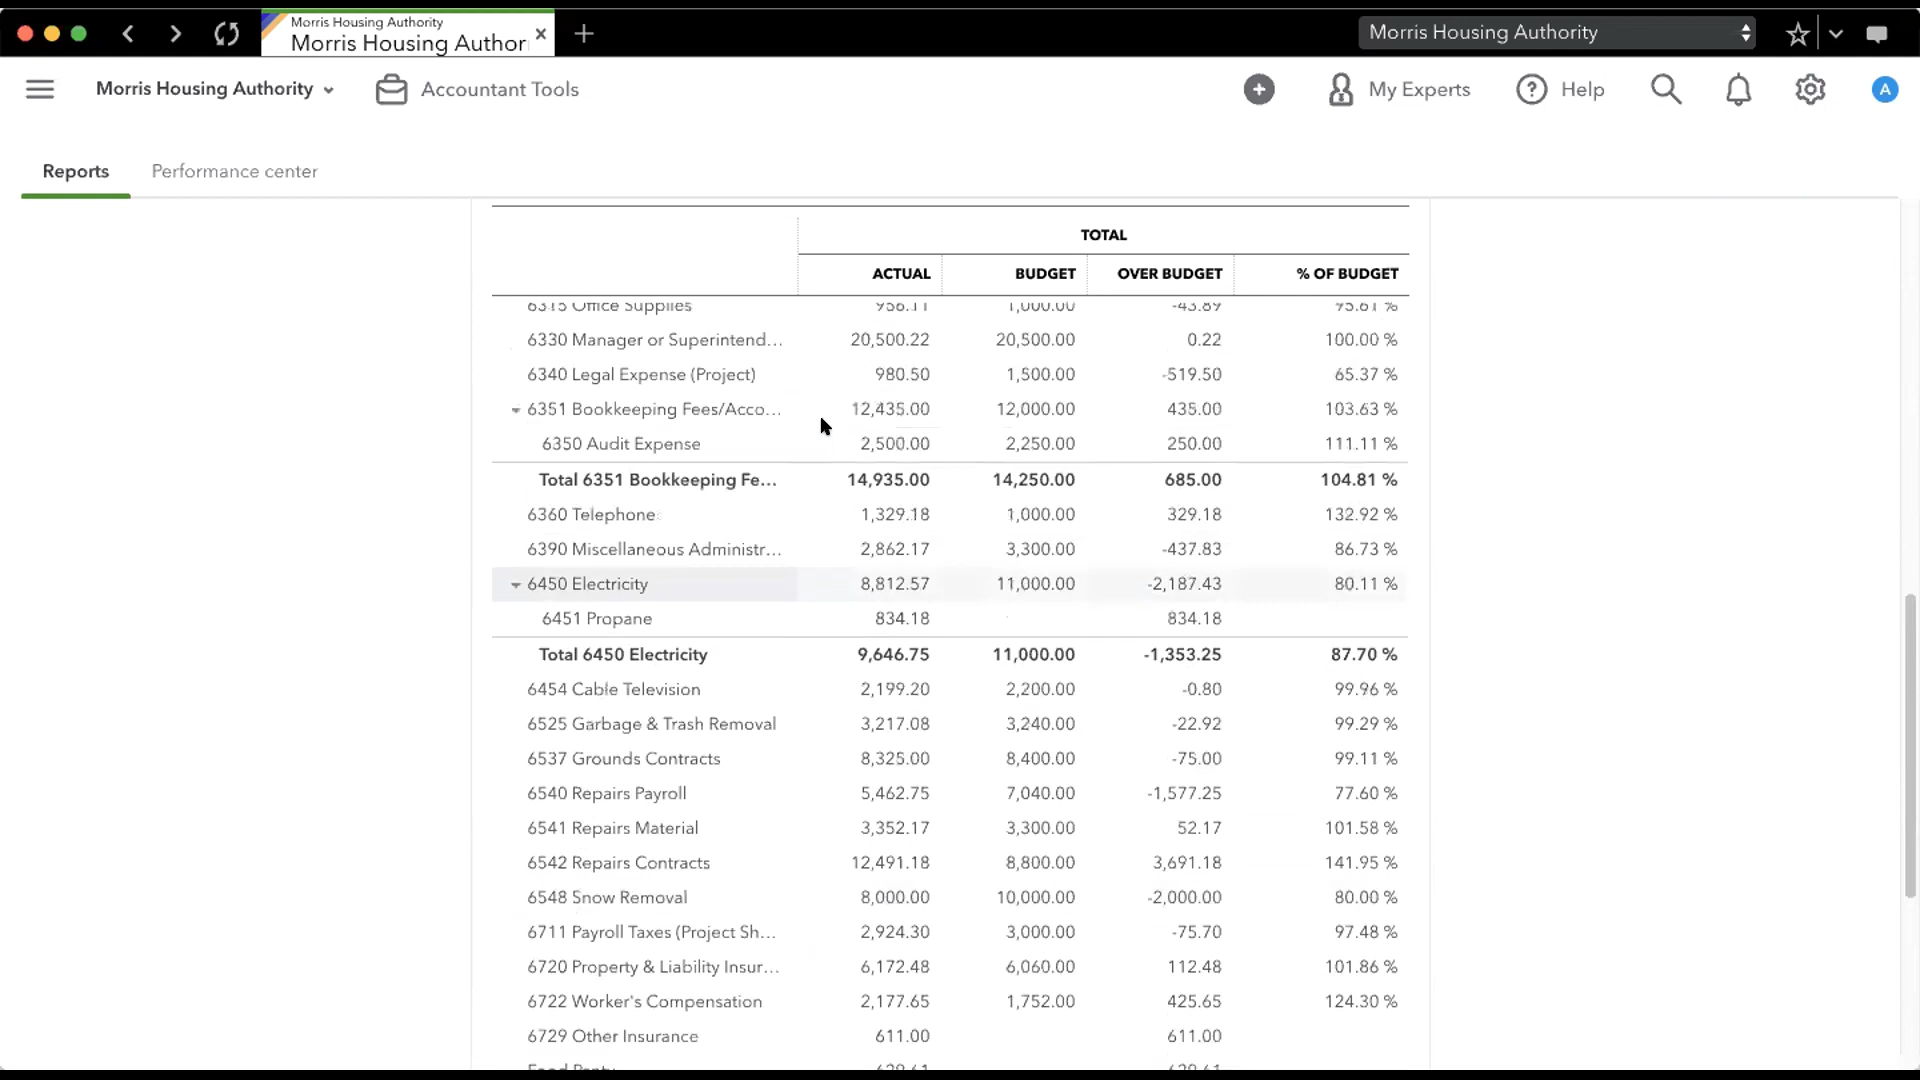 Morris Housing Authority
Morris Housing Author
Morris Housing Authority
Morris Housing Authority
Accountant Tools
My Experts
Help
A
Reports
Performance center
TOTAL
ACTUAL BUDGET OVER BUDGET % OF BUDGET
6315 Office Supplies 956.11 1,000.00 -43.89 95.61 %
6330 Manager or Superintend... 20,500.22 20,500.00 0.22 100.00 %
6340 Legal Expense (Project) 980.50 1,500.00 -519.50 65.37 %
6351 Bookkeeping Fees/Acco... 12,435.00 12,000.00 435.00 103.63 %
6350 Audit Expense 2,500.00 2,250.00 250.00 111.11 %
Total 6351 Bookkeeping Fe... 14,935.00 14,250.00 685.00 104.81 %
6360 Telephone 1,329.18 1,000.00 329.18 132.92 %
6390 Miscellaneous Administr... 2,862.17 3,300.00 -437.83 86.73 %
6450 Electricity 8,812.57 11,000.00 -2,187.43 80.11 %
6451 Propane 834.18 834.18
Total 6450 Electricity 9,646.75 11,000.00 -1,353.25 87.70 %
6454 Cable Television 2,199.20 2,200.00 -0.80 99.96 %
6525 Garbage & Trash Removal 3,217.08 3,240.00 -22.92 99.29 %
6537 Grounds Contracts 8,325.00 8,400.00 -75.00 99.11 %
6540 Repairs Payroll 5,462.75 7,040.00 -1,577.25 77.60 %
6541 Repairs Material 3,352.17 3,300.00 52.17 101.58 %
6542 Repairs Contracts 12,491.18 8,800.00 3,691.18 141.95 %
6548 Snow Removal 8,000.00 10,000.00 -2,000.00 80.00 %
6711 Payroll Taxes (Project Sh... 2,924.30 3,000.00 -75.70 97.48 %
6720 Property & Liability Insur... 6,172.48 6,060.00 112.48 101.86 %
6722 Worker's Compensation 2,177.65 1,752.00 425.65 124.30 %
6729 Other Insurance 611.00 611.00